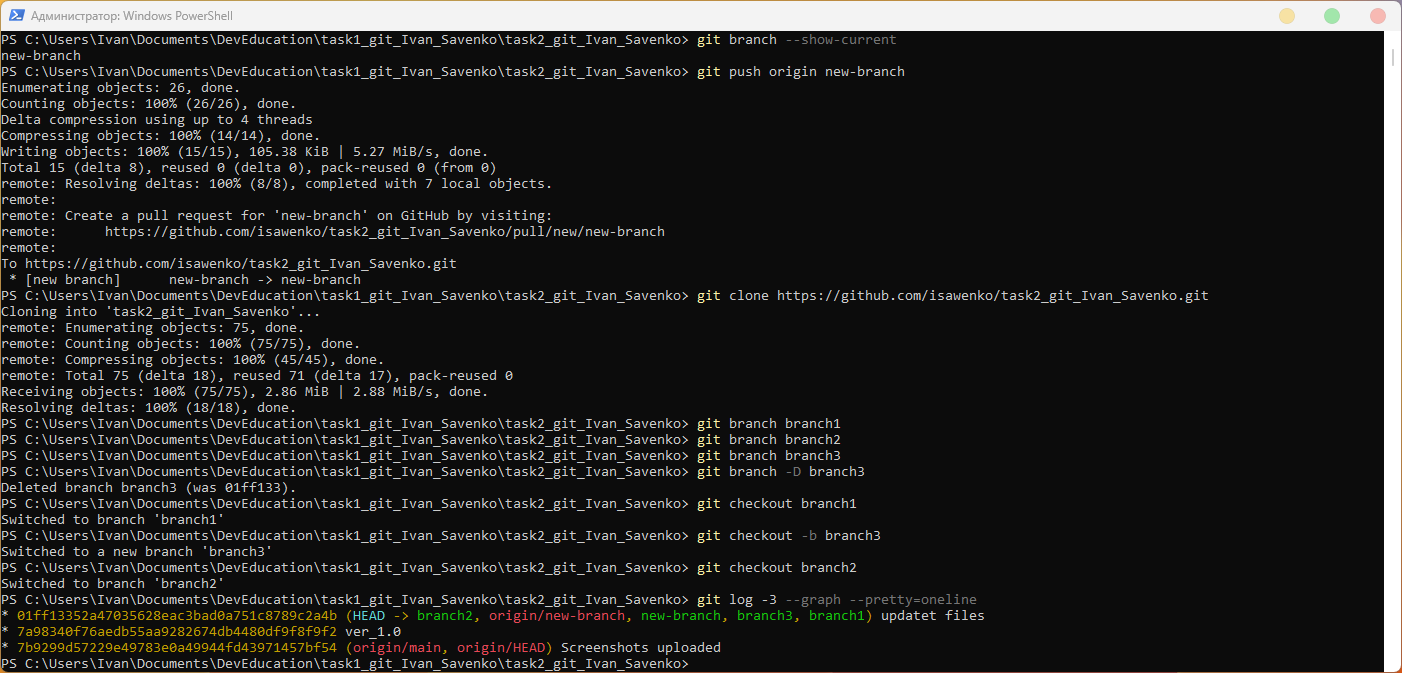 Администратор: Windows PowerShell
PS C:\Users\Ivan\Documents\DevEducation\task1_git_Ivan_Savenko\task2_git_Ivan_Savenko> git branch --show-current
new-branch
PS C:\Users\Ivan\Documents\DevEducation\task1_git_Ivan_Savenko\task2_git_Ivan_Savenko> git push origin new-branch
Enumerating objects: 26, done.
Counting objects: 100% (26/26), done.
Delta compression using up to 4 threads
Compressing objects: 100% (14/14), done.
Writing objects: 100% (15/15), 105.38 KiB | 5.27 MiB/s, done.
Total 15 (delta 8), reused 0 (delta 0), pack-reused 0 (from 0)
remote: Resolving deltas: 100% (8/8), completed with 7 local objects.
remote:
remote: Create a pull request for 'new-branch' on GitHub by visiting:
remote:      https://github.com/isawenko/task2_git_Ivan_Savenko/pull/new/new-branch
remote:
To https://github.com/isawenko/task2_git_Ivan_Savenko.git
 * [new branch]      new-branch -> new-branch
PS C:\Users\Ivan\Documents\DevEducation\task1_git_Ivan_Savenko\task2_git_Ivan_Savenko> git clone https://github.com/isawenko/task2_git_Ivan_Savenko.git
Cloning into 'task2_git_Ivan_Savenko'...
remote: Enumerating objects: 75, done.
remote: Counting objects: 100% (75/75), done.
remote: Compressing objects: 100% (45/45), done.
remote: Total 75 (delta 18), reused 71 (delta 17), pack-reused 0
Receiving objects: 100% (75/75), 2.86 MiB | 2.88 MiB/s, done.
Resolving deltas: 100% (18/18), done.
PS C:\Users\Ivan\Documents\DevEducation\task1_git_Ivan_Savenko\task2_git_Ivan_Savenko> git branch branch1
PS C:\Users\Ivan\Documents\DevEducation\task1_git_Ivan_Savenko\task2_git_Ivan_Savenko> git branch branch2
PS C:\Users\Ivan\Documents\DevEducation\task1_git_Ivan_Savenko\task2_git_Ivan_Savenko> git branch branch3
PS C:\Users\Ivan\Documents\DevEducation\task1_git_Ivan_Savenko\task2_git_Ivan_Savenko> git branch -D branch3
Deleted branch branch3 (was 01ff133).
PS C:\Users\Ivan\Documents\DevEducation\task1_git_Ivan_Savenko\task2_git_Ivan_Savenko> git checkout branch1
Switched to branch 'branch1'
PS C:\Users\Ivan\Documents\DevEducation\task1_git_Ivan_Savenko\task2_git_Ivan_Savenko> git checkout -b branch3
Switched to a new branch 'branch3'
PS C:\Users\Ivan\Documents\DevEducation\task1_git_Ivan_Savenko\task2_git_Ivan_Savenko> git checkout branch2
Switched to branch 'branch2'
PS C:\Users\Ivan\Documents\DevEducation\task1_git_Ivan_Savenko\task2_git_Ivan_Savenko> git log -3 --graph --pretty=oneline
* 01ff13352a47035628eac3bad0a751c8789c2a4b (HEAD -> branch2, origin/new-branch, new-branch, branch3, branch1) updatet files
* 7a98340f76aedb55aa9282674db4480df9f8f9f2 ver_1.0
* 7b9299d57229e49783e0a49944fd43971457bf54 (origin/main, origin/HEAD) Screenshots uploaded
PS C:\Users\Ivan\Documents\DevEducation\task1_git_Ivan_Savenko\task2_git_Ivan_Savenko>